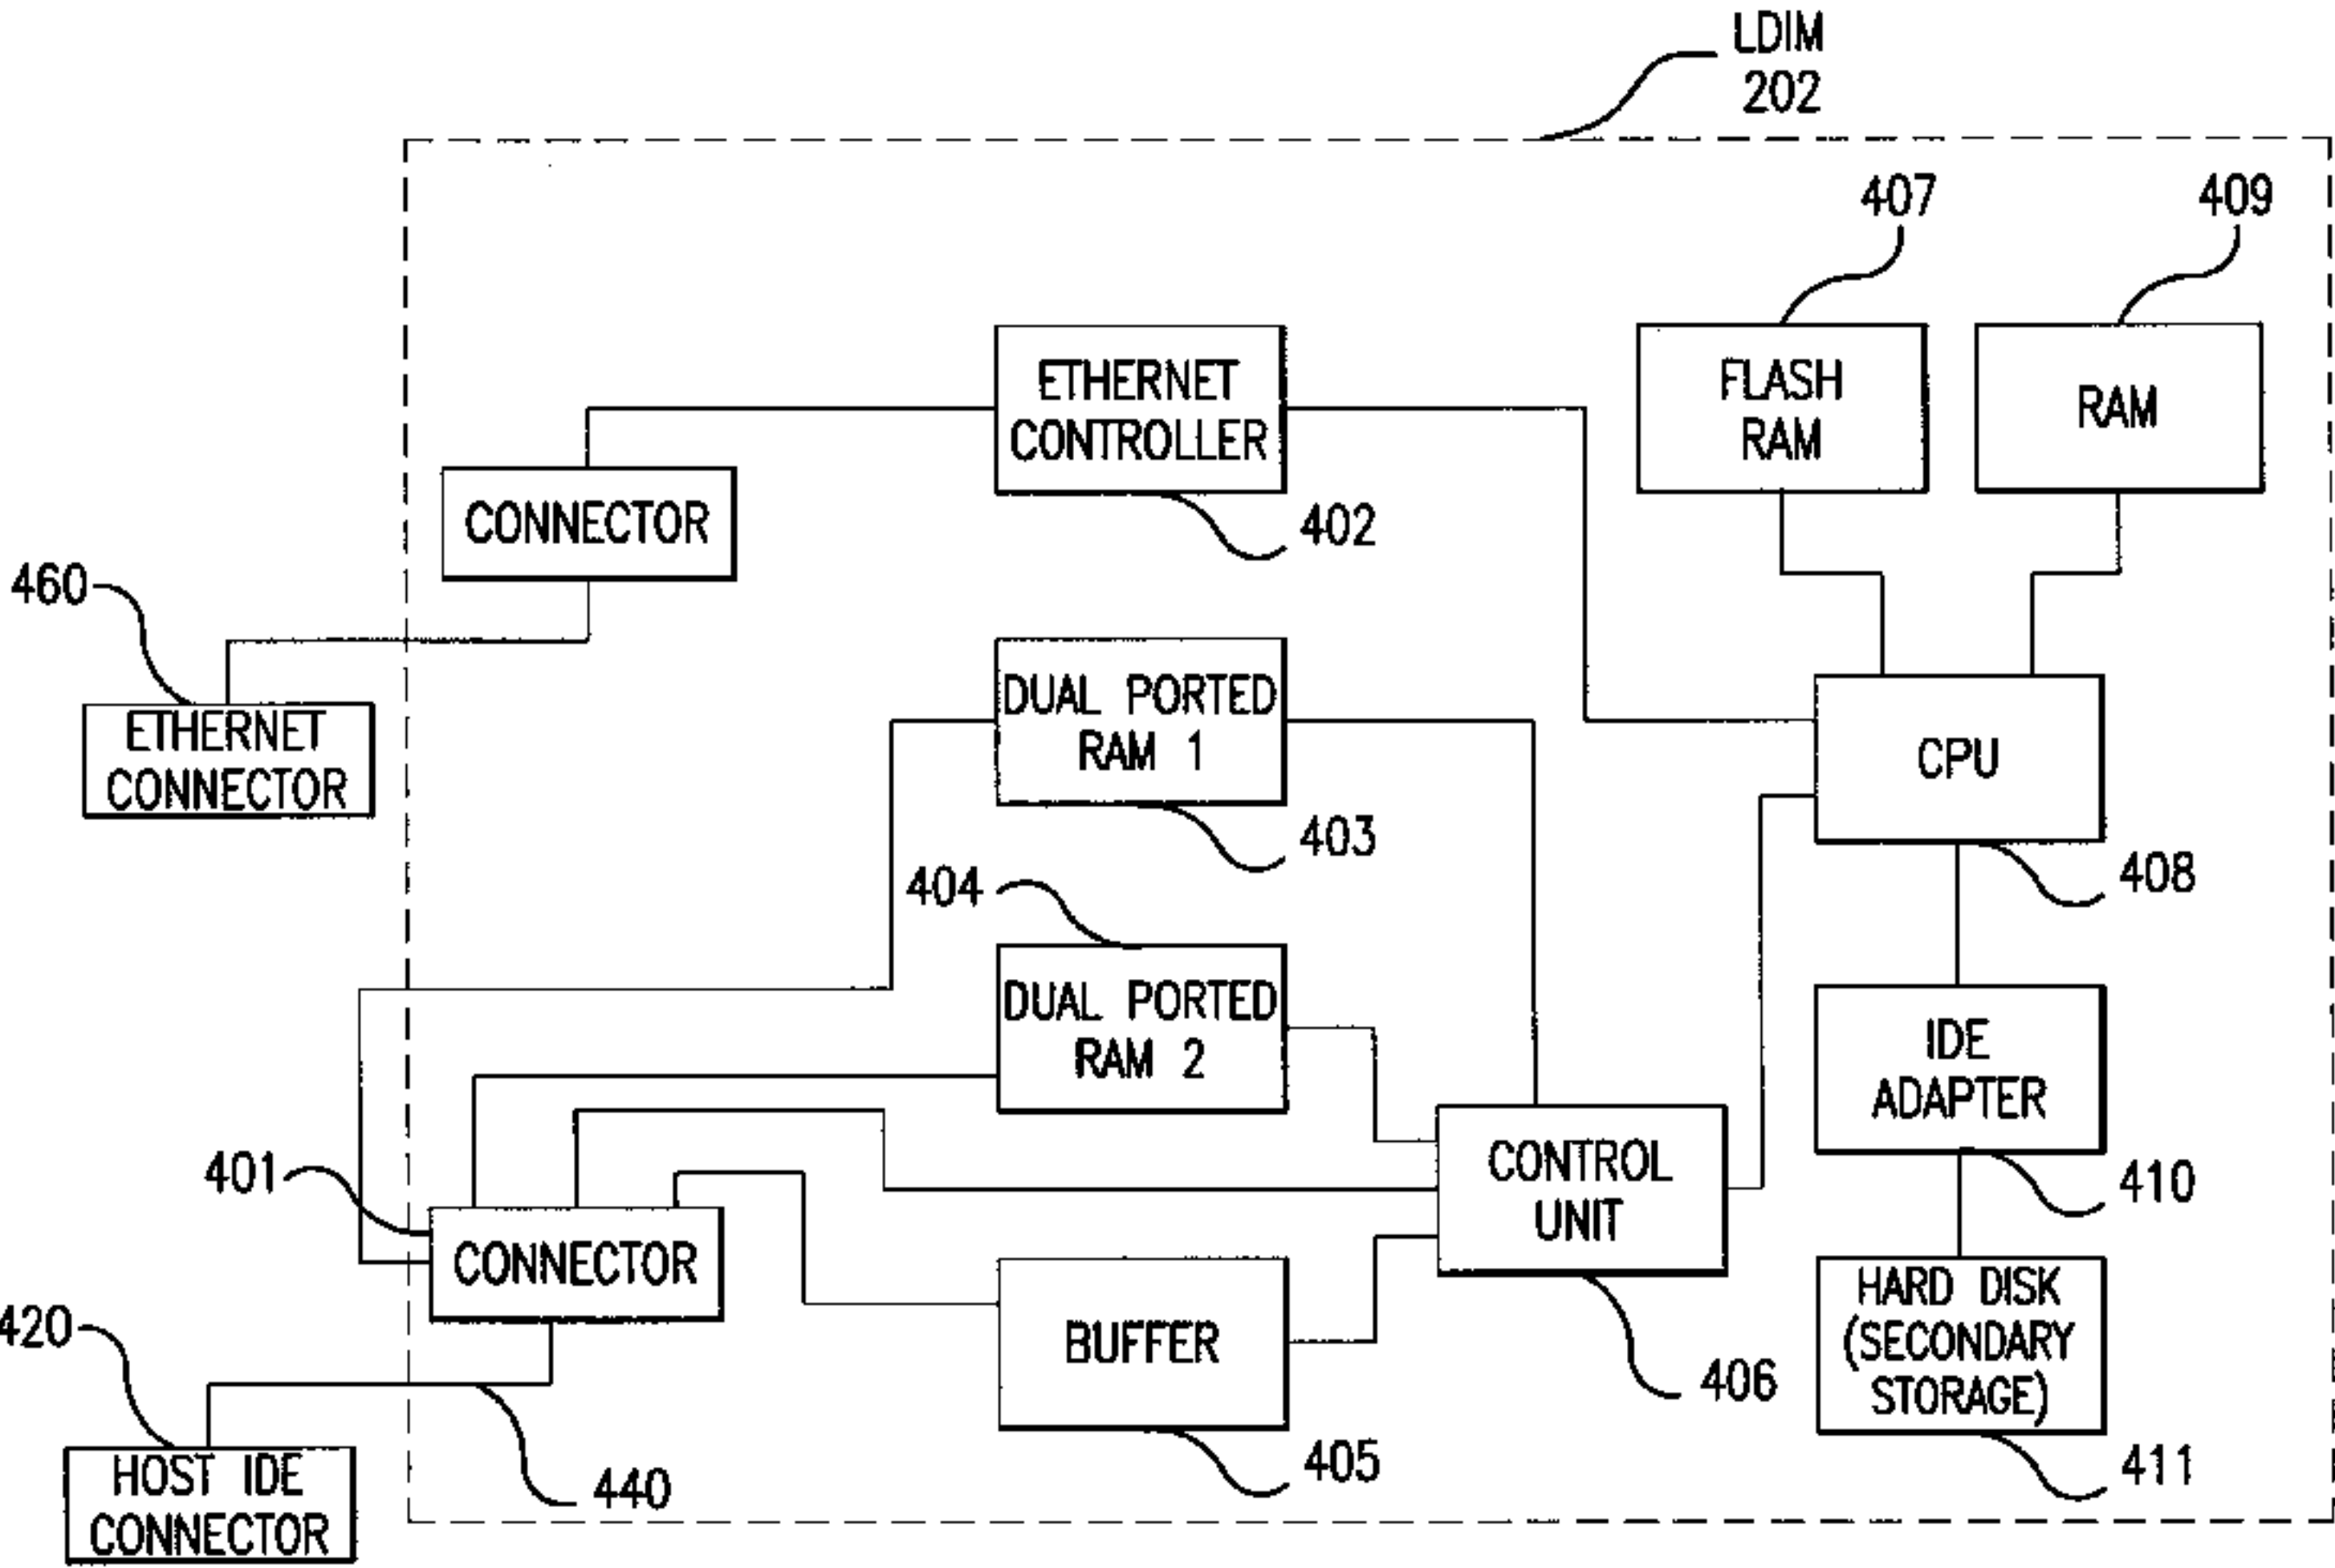 LDIM
202
407
409
ETHERNET
CONTROLLER
402
FLASH
RAM
RAM
CONNECTOR
460
ETHERNET
CONNECTOR
DUAL PORTED
RAM 1
403
CPU
408
404
DUAL PORTED
RAM 2
IDE
ADAPTER
410
401
CONNECTOR
CONTROL
UNIT
406
BUFFER
405
HARD DISK
(SECONDARY
STORAGE)
411
420
440
HOST IDE
CONNECTOR